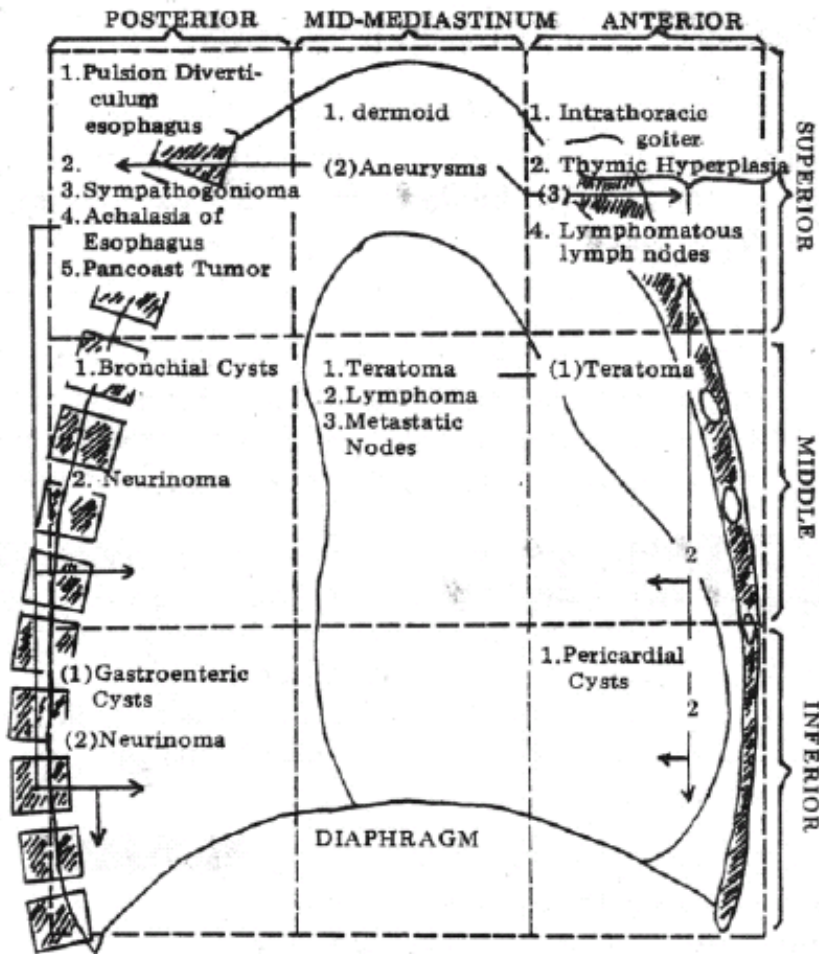 POSTERIOR
MID-MEDIASTINUM
ANTERIOR
1. Pulsion Diverti-
culum
esophagus
2.
3. Sympathogonioma
4. Achalasia of
Esophagus
5. Pancoast Tumor
1. dermoid
(2) Aneurysms
1. Intrathoracic
goiter
2. Thymic Hyperplasia
(3)
4. Lymphomatous
lymph nodes
SUPERIOR
1. Bronchial Cysts
2. Neurinoma
1. Teratoma
2. Lymphoma
3. Metastatic
Nodes
(1) Teratoma
2
MIDDLE
(1) Gastroenteric
Cysts
(2) Neurinoma
1. Pericardial
Cysts
2
INFERIOR
DIAPHRAGM